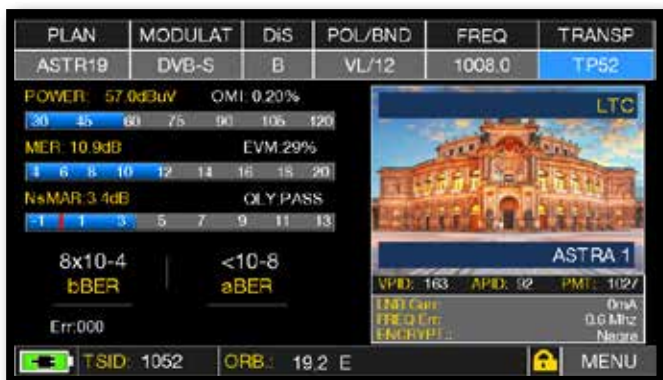 PLAN MODULAT DiS POL/BND FREQ TRANSP
ASTR19 DVB-S B VL/12 1008.0 TP52
POWER: 57.0dBuV OMI: 0.20%
30 45 60 75 90 105 120
MER: 10.9dB EVM:29%
4 6 8 10 12 14 16 18 20
NsMAR:3.4dB QLY:PASS
-1 1 3 5 7 9 11 13
8x10-4 <10-8
bBER aBER
Err:000
LTC
ASTRA 1
VPID: 163 APID: 92 PMT: 1027
LNB Curr: 0mA
FREQ Err: 0.6 Mhz
ENCRYPT.: Nagra
TSID: 1052 ORB.: 19.2 E MENU